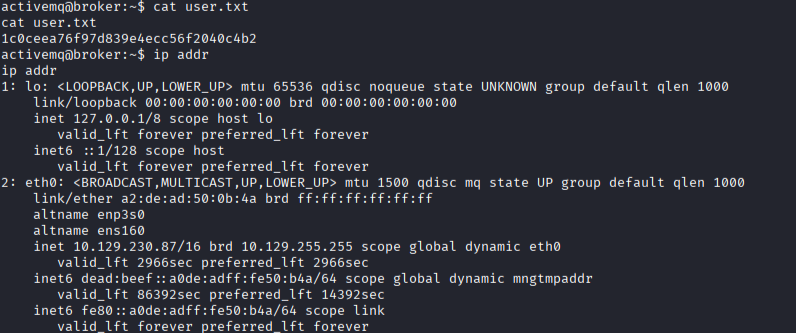 activemq@broker:~$ cat user.txt
cat user.txt
1c0ceea76f97d839e4ecc56f2040c4b2
activemq@broker:~$ ip addr
ip addr
1: lo: <LOOPBACK,UP,LOWER_UP> mtu 65536 qdisc noqueue state UNKNOWN group default qlen 1000
link/loopback 00:00:00:00:00:00 brd 00:00:00:00:00:00
inet 127.0.0.1/8 scope host lo
valid_lft forever preferred_lft forever
inet6 ::1/128 scope host
valid_lft forever preferred_lft forever
2: eth0: <BROADCAST,MULTICAST,UP,LOWER_UP> mtu 1500 qdisc mq state UP group default qlen 1000
link/ether a2:de:ad:50:0b:4a brd ff:ff:ff:ff:ff:ff
altname enp3s0
altname ens160
inet 10.129.230.87/16 brd 10.129.255.255 scope global dynamic eth0
valid_lft 2966sec preferred_lft 2966sec
inet6 dead:beef::a0de:adff:fe50:b4a/64 scope global dynamic mngtmpaddr
valid_lft 86392sec preferred_lft 14392sec
inet6 fe80::a0de:adff:fe50:b4a/64 scope link
valid_lft forever preferred_lft forever